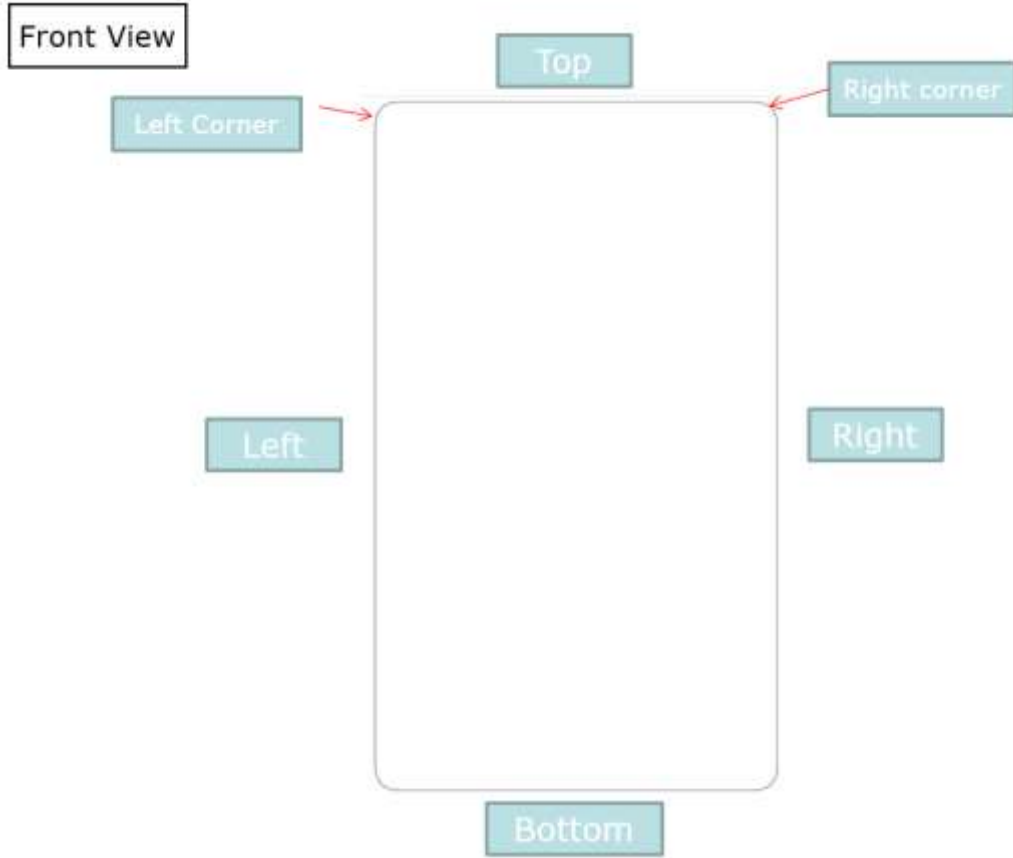 Front View
Top
Right corner
Left Corner
Left
Right
Bottom